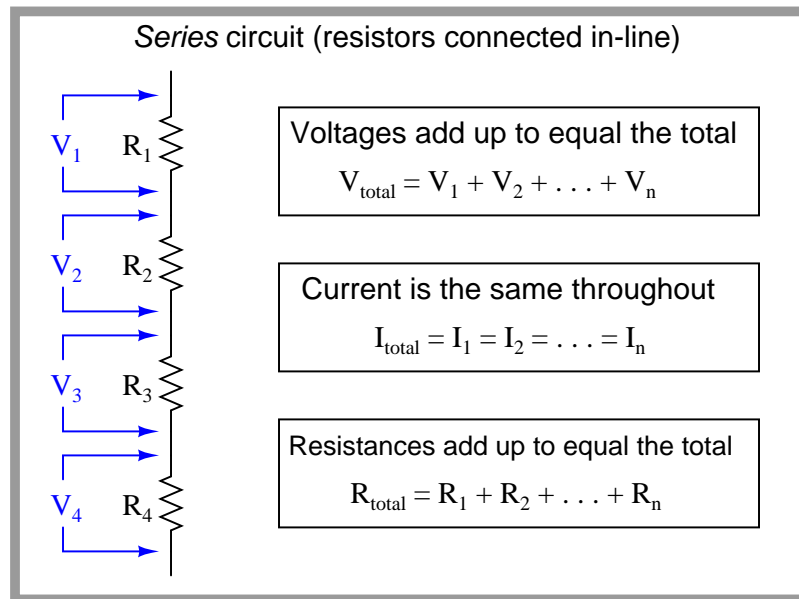 Series circuit (resistors connected in-line)
V1 R1
V2 R2
V3 R3
V4 R4
Voltages add up to equal the total
Vtotal = V1 + V2 + . . . + Vn
Current is the same throughout
Itotal = I1 = I2 = . . . = In
Resistances add up to equal the total
Rtotal = R1 + R2 + . . . + Rn